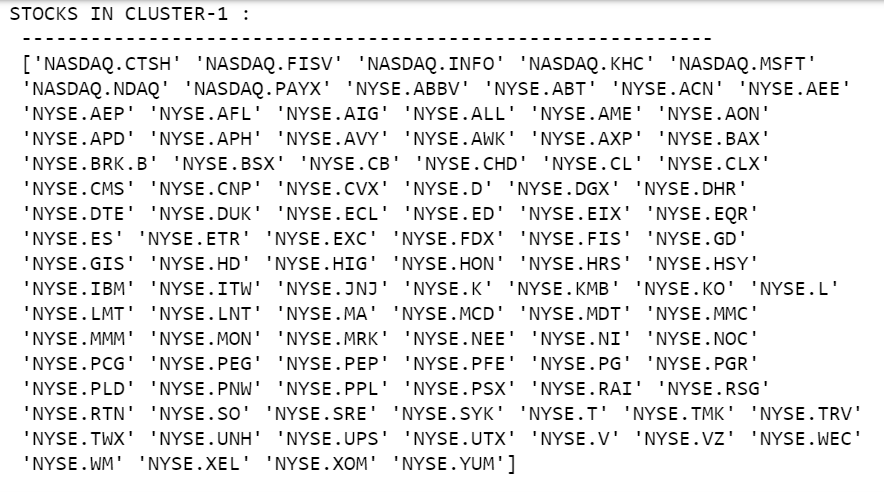 STOCKS IN CLUSTER-1 :
------------------------------------------------------------
['NASDAQ.CTSH' 'NASDAQ.FISV' 'NASDAQ.INFO' 'NASDAQ.KHC' 'NASDAQ.MSFT'
'NASDAQ.NDAQ' 'NASDAQ.PAYX' 'NYSE.ABBV' 'NYSE.ABT' 'NYSE.ACN' 'NYSE.AEE'
'NYSE.AEP' 'NYSE.AFL' 'NYSE.AIG' 'NYSE.ALL' 'NYSE.AME' 'NYSE.AON'
'NYSE.APD' 'NYSE.APH' 'NYSE.AVY' 'NYSE.AWK' 'NYSE.AXP' 'NYSE.BAX'
'NYSE.BRK.B' 'NYSE.BSX' 'NYSE.CB' 'NYSE.CHD' 'NYSE.CL' 'NYSE.CLX'
'NYSE.CMS' 'NYSE.CNP' 'NYSE.CVX' 'NYSE.D' 'NYSE.DGX' 'NYSE.DHR'
'NYSE.DTE' 'NYSE.DUK' 'NYSE.ECL' 'NYSE.ED' 'NYSE.EIX' 'NYSE.EQR'
'NYSE.ES' 'NYSE.ETR' 'NYSE.EXC' 'NYSE.FDX' 'NYSE.FIS' 'NYSE.GD'
'NYSE.GIS' 'NYSE.HD' 'NYSE.HIG' 'NYSE.HON' 'NYSE.HRS' 'NYSE.HSY'
'NYSE.IBM' 'NYSE.ITW' 'NYSE.JNJ' 'NYSE.K' 'NYSE.KMB' 'NYSE.KO' 'NYSE.L'
'NYSE.LMT' 'NYSE.LNT' 'NYSE.MA' 'NYSE.MCD' 'NYSE.MDT' 'NYSE.MMC'
'NYSE.MMM' 'NYSE.MON' 'NYSE.MRK' 'NYSE.NEE' 'NYSE.NI' 'NYSE.NOC'
'NYSE.PCG' 'NYSE.PEG' 'NYSE.PEP' 'NYSE.PFE' 'NYSE.PG' 'NYSE.PGR'
'NYSE.PLD' 'NYSE.PNW' 'NYSE.PPL' 'NYSE.PSX' 'NYSE.RAI' 'NYSE.RSG'
'NYSE.RTN' 'NYSE.SO' 'NYSE.SRE' 'NYSE.SYK' 'NYSE.T' 'NYSE.TMK' 'NYSE.TRV'
'NYSE.TWX' 'NYSE.UNH' 'NYSE.UPS' 'NYSE.UTX' 'NYSE.V' 'NYSE.VZ' 'NYSE.WEC'
'NYSE.WM' 'NYSE.XEL' 'NYSE.XOM' 'NYSE.YUM']